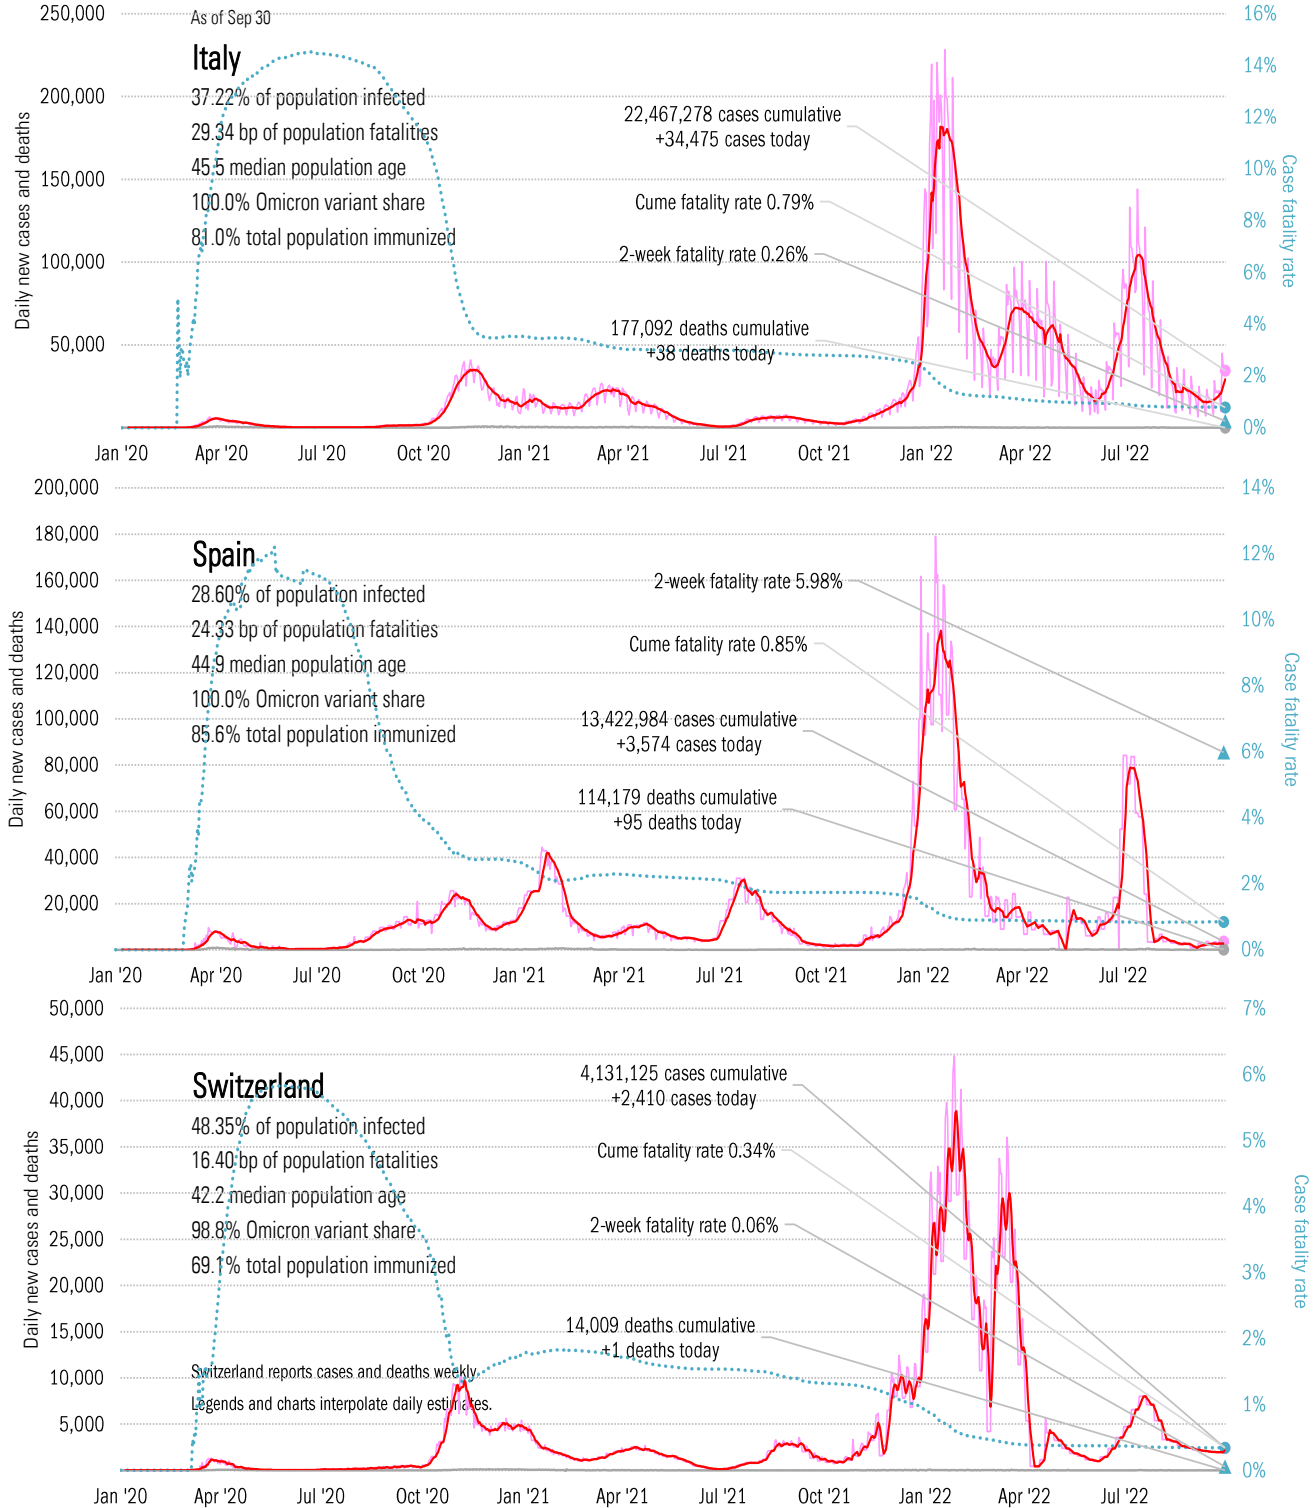 As of Sep 30
Italy
37.22% of population infected
29.34 bp of population fatalities
45.5 median population age
100.0% Omicron variant share
81.0% total population immunized
22,467,278 cases cumulative
+34,475 cases today
Cume fatality rate 0.79%
2-week fatality rate 0.26%
177,092 deaths cumulative
+38 deaths today
Daily new cases and deaths
250,000
200,000
150,000
100,000
50,000
16%
14%
12%
10%
8%
6%
4%
2%
0%
Case fatality rate
Jan '20 Apr '20 Jul '20 Oct '20 Jan '21 Apr '21 Jul '21 Oct '21 Jan '22 Apr '22 Jul '22
Spain
28.60% of population infected
24.33 bp of population fatalities
44.9 median population age
100.0% Omicron variant share
85.6% total population immunized
2-week fatality rate 5.98%
Cume fatality rate 0.85%
13,422,984 cases cumulative
+3,574 cases today
114,179 deaths cumulative
+95 deaths today
Daily new cases and deaths
200,000
180,000
160,000
140,000
120,000
100,000
80,000
60,000
40,000
20,000
14%
12%
10%
8%
6%
4%
2%
0%
Case fatality rate
Jan '20 Apr '20 Jul '20 Oct '20 Jan '21 Apr '21 Jul '21 Oct '21 Jan '22 Apr '22 Jul '22
Switzerland
48.35% of population infected
16.40 bp of population fatalities
42.2 median population age
98.8% Omicron variant share
69.1% total population immunized
Switzerland reports cases and deaths weekly.
Legends and charts interpolate daily estimates.
4,131,125 cases cumulative
+2,410 cases today
Cume fatality rate 0.34%
2-week fatality rate 0.06%
14,009 deaths cumulative
+1 deaths today
Daily new cases and deaths
50,000
45,000
40,000
35,000
30,000
25,000
20,000
15,000
10,000
5,000
7%
6%
5%
4%
3%
2%
1%
0%
Case fatality rate
Jan '20 Apr '20 Jul '20 Oct '20 Jan '21 Apr '21 Jul '21 Oct '21 Jan '22 Apr '22 Jul '22